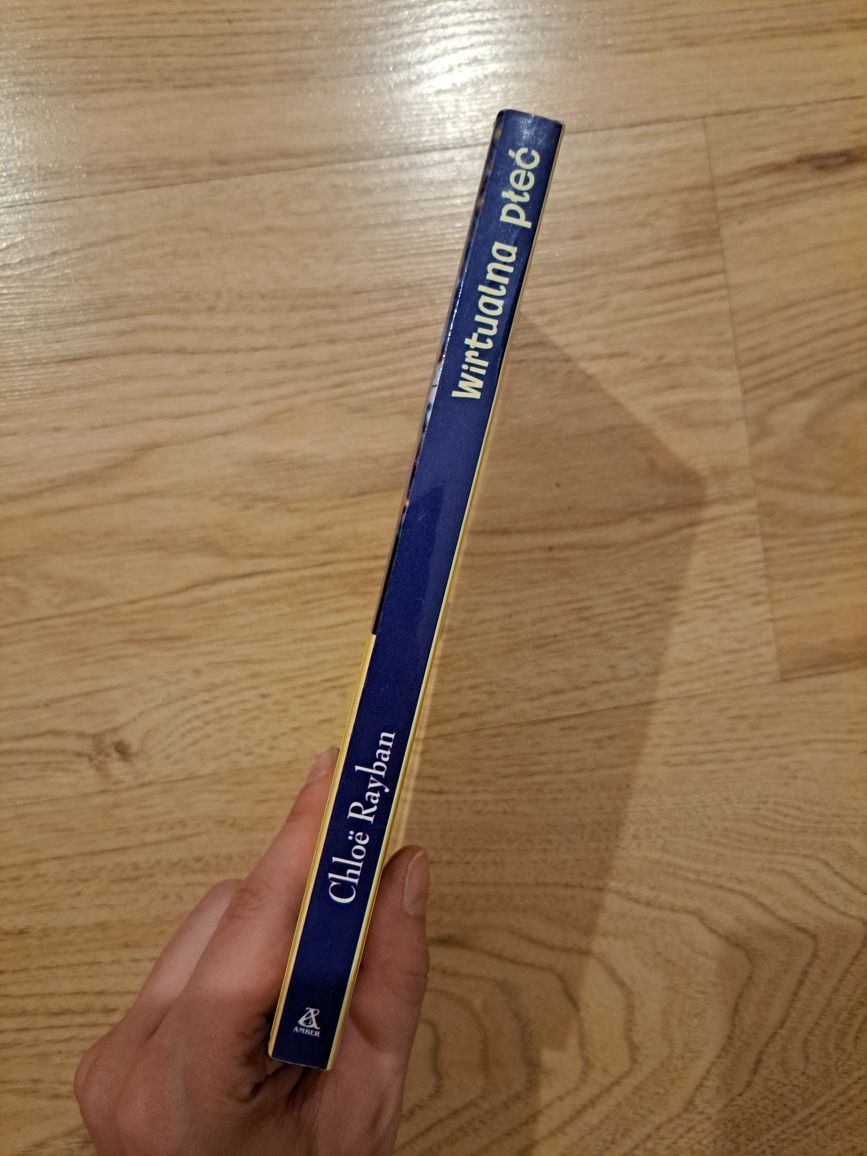 Wirtualna płeć
Chloë Rayban
AMBER